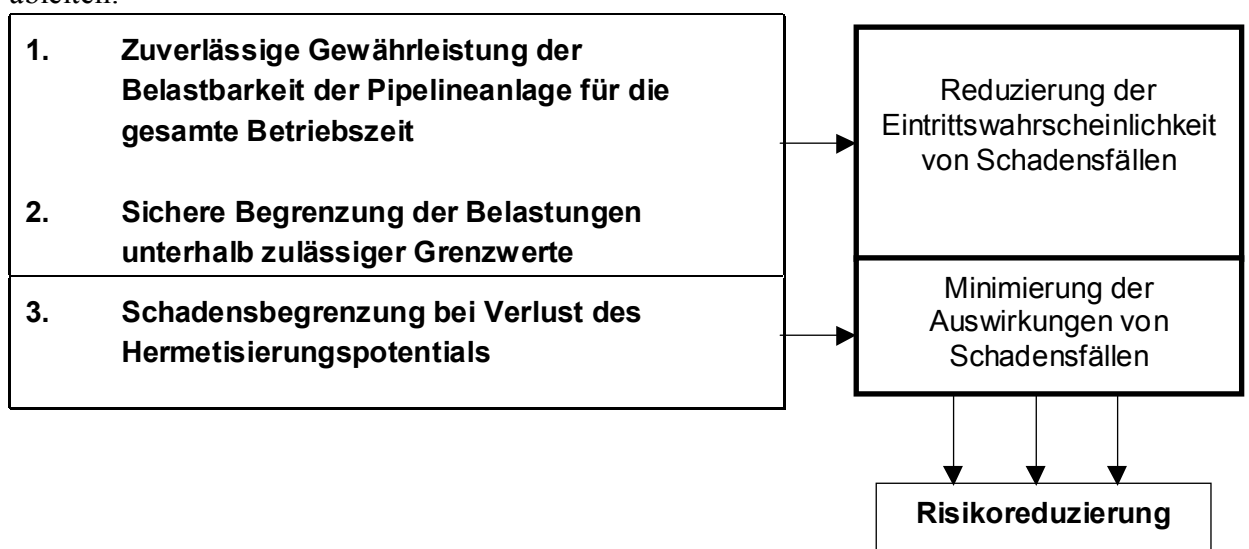 ableiten.
1. Zuverlässige Gewährleistung der
Belastbarkeit der Pipelineanlage für die
gesamte Betriebszeit
2. Sichere Begrenzung der Belastungen
unterhalb zulässiger Grenzwerte
3. Schadensbegrenzung bei Verlust des
Hermetisierungspotentials
Reduzierung der
Eintrittswahrscheinlichkeit
von Schadensfällen
Minimierung der
Auswirkungen von
Schadensfällen
Risikoreduzierung